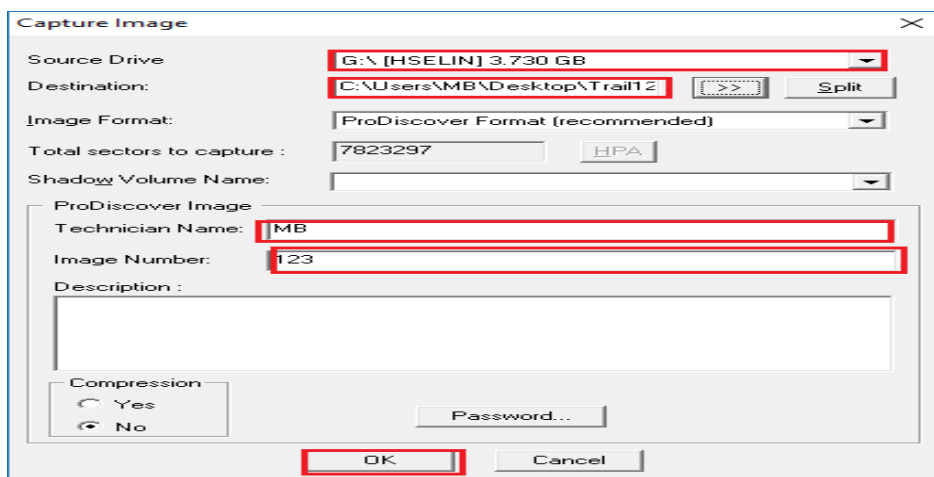 Capture Image
Source Drive G:\ [HSELIN] 3.730 GB
Destination: C:\Users\MB\Desktop\Trail12 >> Split
Image Format: ProDiscover Format (recommended)
Total sectors to capture : 7823297 HPA
Shadow Volume Name:
ProDiscover Image
Technician Name: MB
Image Number: 123
Description :
Compression
Yes
No
Password...
OK Cancel